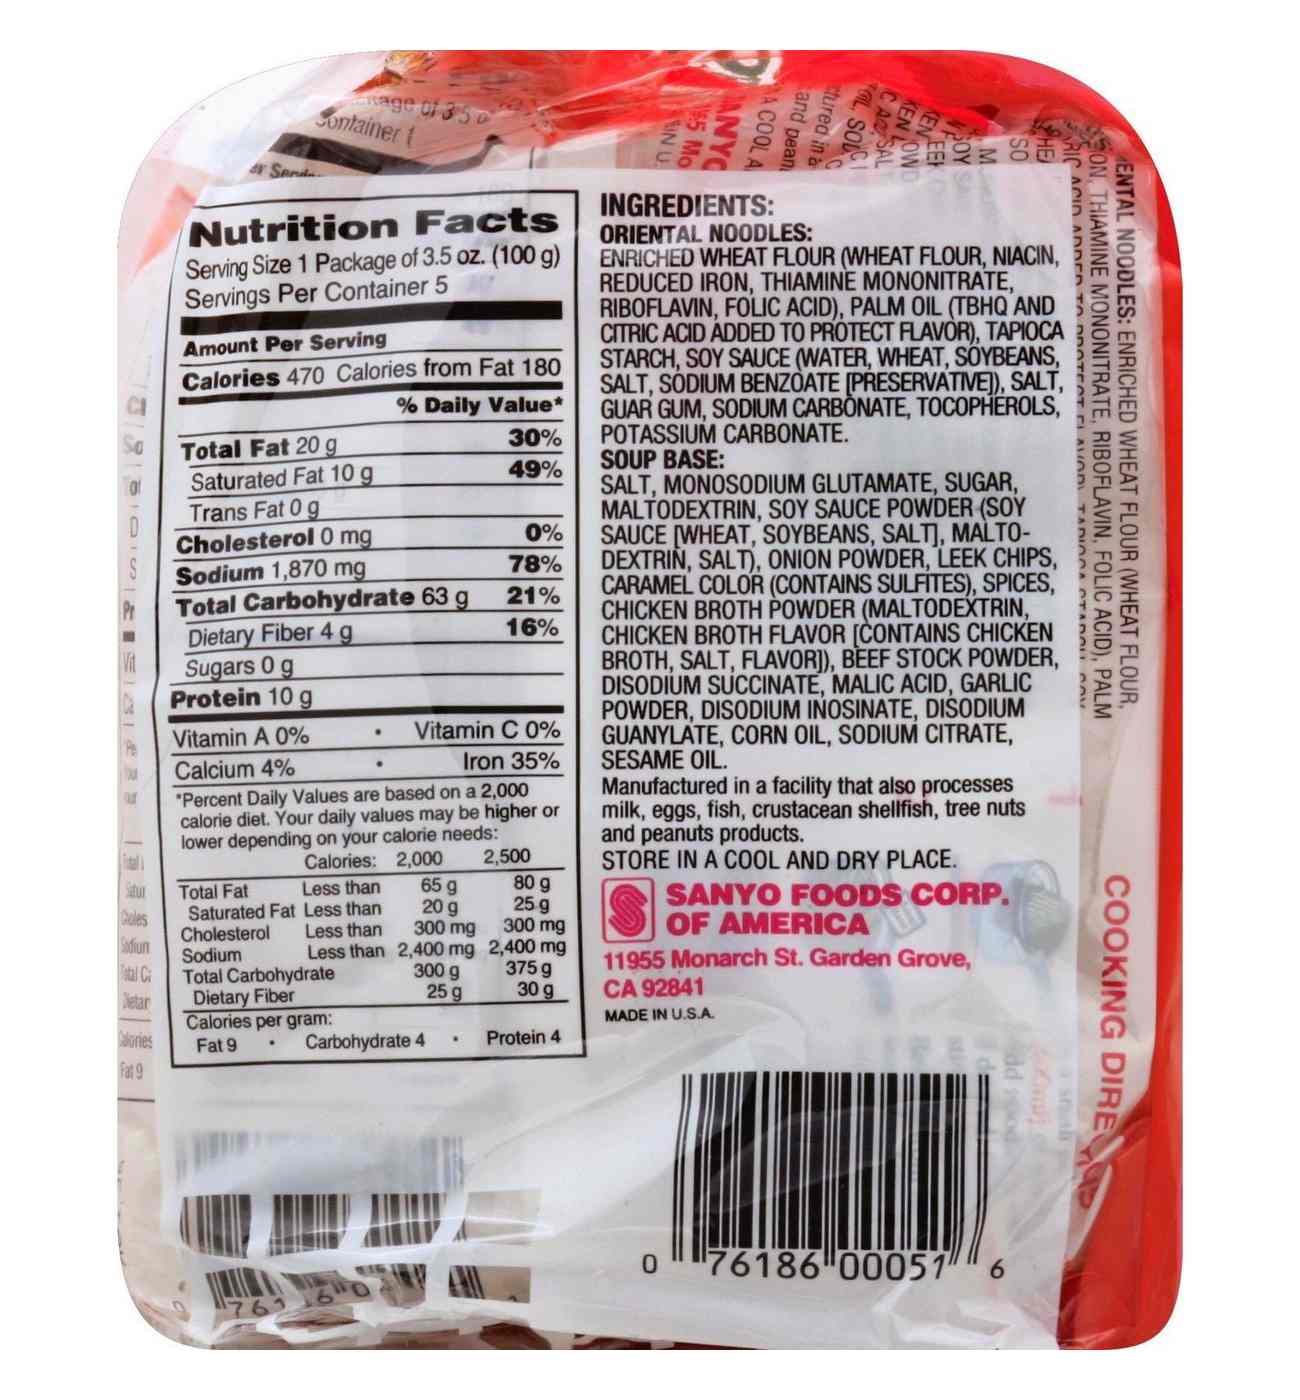 Nutrition Facts
Serving Size 1 Package of 3.5 oz. (100 g)
Servings Per Container 5
Amount Per Serving
Calories 470 Calories from Fat 180
% Daily Value*
Total Fat 20 g 30%
Saturated Fat 10 g 49%
Trans Fat 0 g
Cholesterol 0 mg 0%
Sodium 1,870 mg 78%
Total Carbohydrate 63 g 21%
Dietary Fiber 4 g 16%
Sugars 0 g
Protein 10 g
Vitamin A 0% • Vitamin C 0%
Calcium 4% • Iron 35%
*Percent Daily Values are based on a 2,000
calorie diet. Your daily values may be higher or
lower depending on your calorie needs:
Calories: 2,000 2,500
Total Fat Less than 65 g 80 g
Saturated Fat Less than 20 g 25 g
Cholesterol Less than 300 mg 300 mg
Sodium Less than 2,400 mg 2,400 mg
Total Carbohydrate 300 g 375 g
Dietary Fiber 25 g 30 g
Calories per gram:
Fat 9 • Carbohydrate 4 • Protein 4
INGREDIENTS:
ORIENTAL NOODLES:
ENRICHED WHEAT FLOUR (WHEAT FLOUR, NIACIN,
REDUCED IRON, THIAMINE MONONITRATE,
RIBOFLAVIN, FOLIC ACID), PALM OIL (TBHQ AND
CITRIC ACID ADDED TO PROTECT FLAVOR), TAPIOCA
STARCH, SOY SAUCE (WATER, WHEAT, SOYBEANS,
SALT, SODIUM BENZOATE [PRESERVATIVE]), SALT,
GUAR GUM, SODIUM CARBONATE, TOCOPHEROLS,
POTASSIUM CARBONATE.
SOUP BASE:
SALT, MONOSODIUM GLUTAMATE, SUGAR,
MALTODEXTRIN, SOY SAUCE POWDER (SOY
SAUCE [WHEAT, SOYBEANS, SALT], MALTO-
DEXTRIN, SALT), ONION POWDER, LEEK CHIPS,
CARAMEL COLOR (CONTAINS SULFITES), SPICES,
CHICKEN BROTH POWDER (MALTODEXTRIN,
CHICKEN BROTH FLAVOR [CONTAINS CHICKEN
BROTH, SALT, FLAVOR]), BEEF STOCK POWDER,
DISODIUM SUCCINATE, MALIC ACID, GARLIC
POWDER, DISODIUM INOSINATE, DISODIUM
GUANYLATE, CORN OIL, SODIUM CITRATE,
SESAME OIL.
Manufactured in a facility that also processes
milk, eggs, fish, crustacean shellfish, tree nuts
and peanuts products.
STORE IN A COOL AND DRY PLACE.
SANYO FOODS CORP.
OF AMERICA
11955 Monarch St. Garden Grove,
CA 92841
MADE IN U.S.A.
0 76186 00051 6
NOODLES: ENRICHED WHEAT FLOUR (WHEAT FLOUR,
THIAMINE MONONITRATE, RIBOFLAVIN, FOLIC ACID), PALM
COOKING